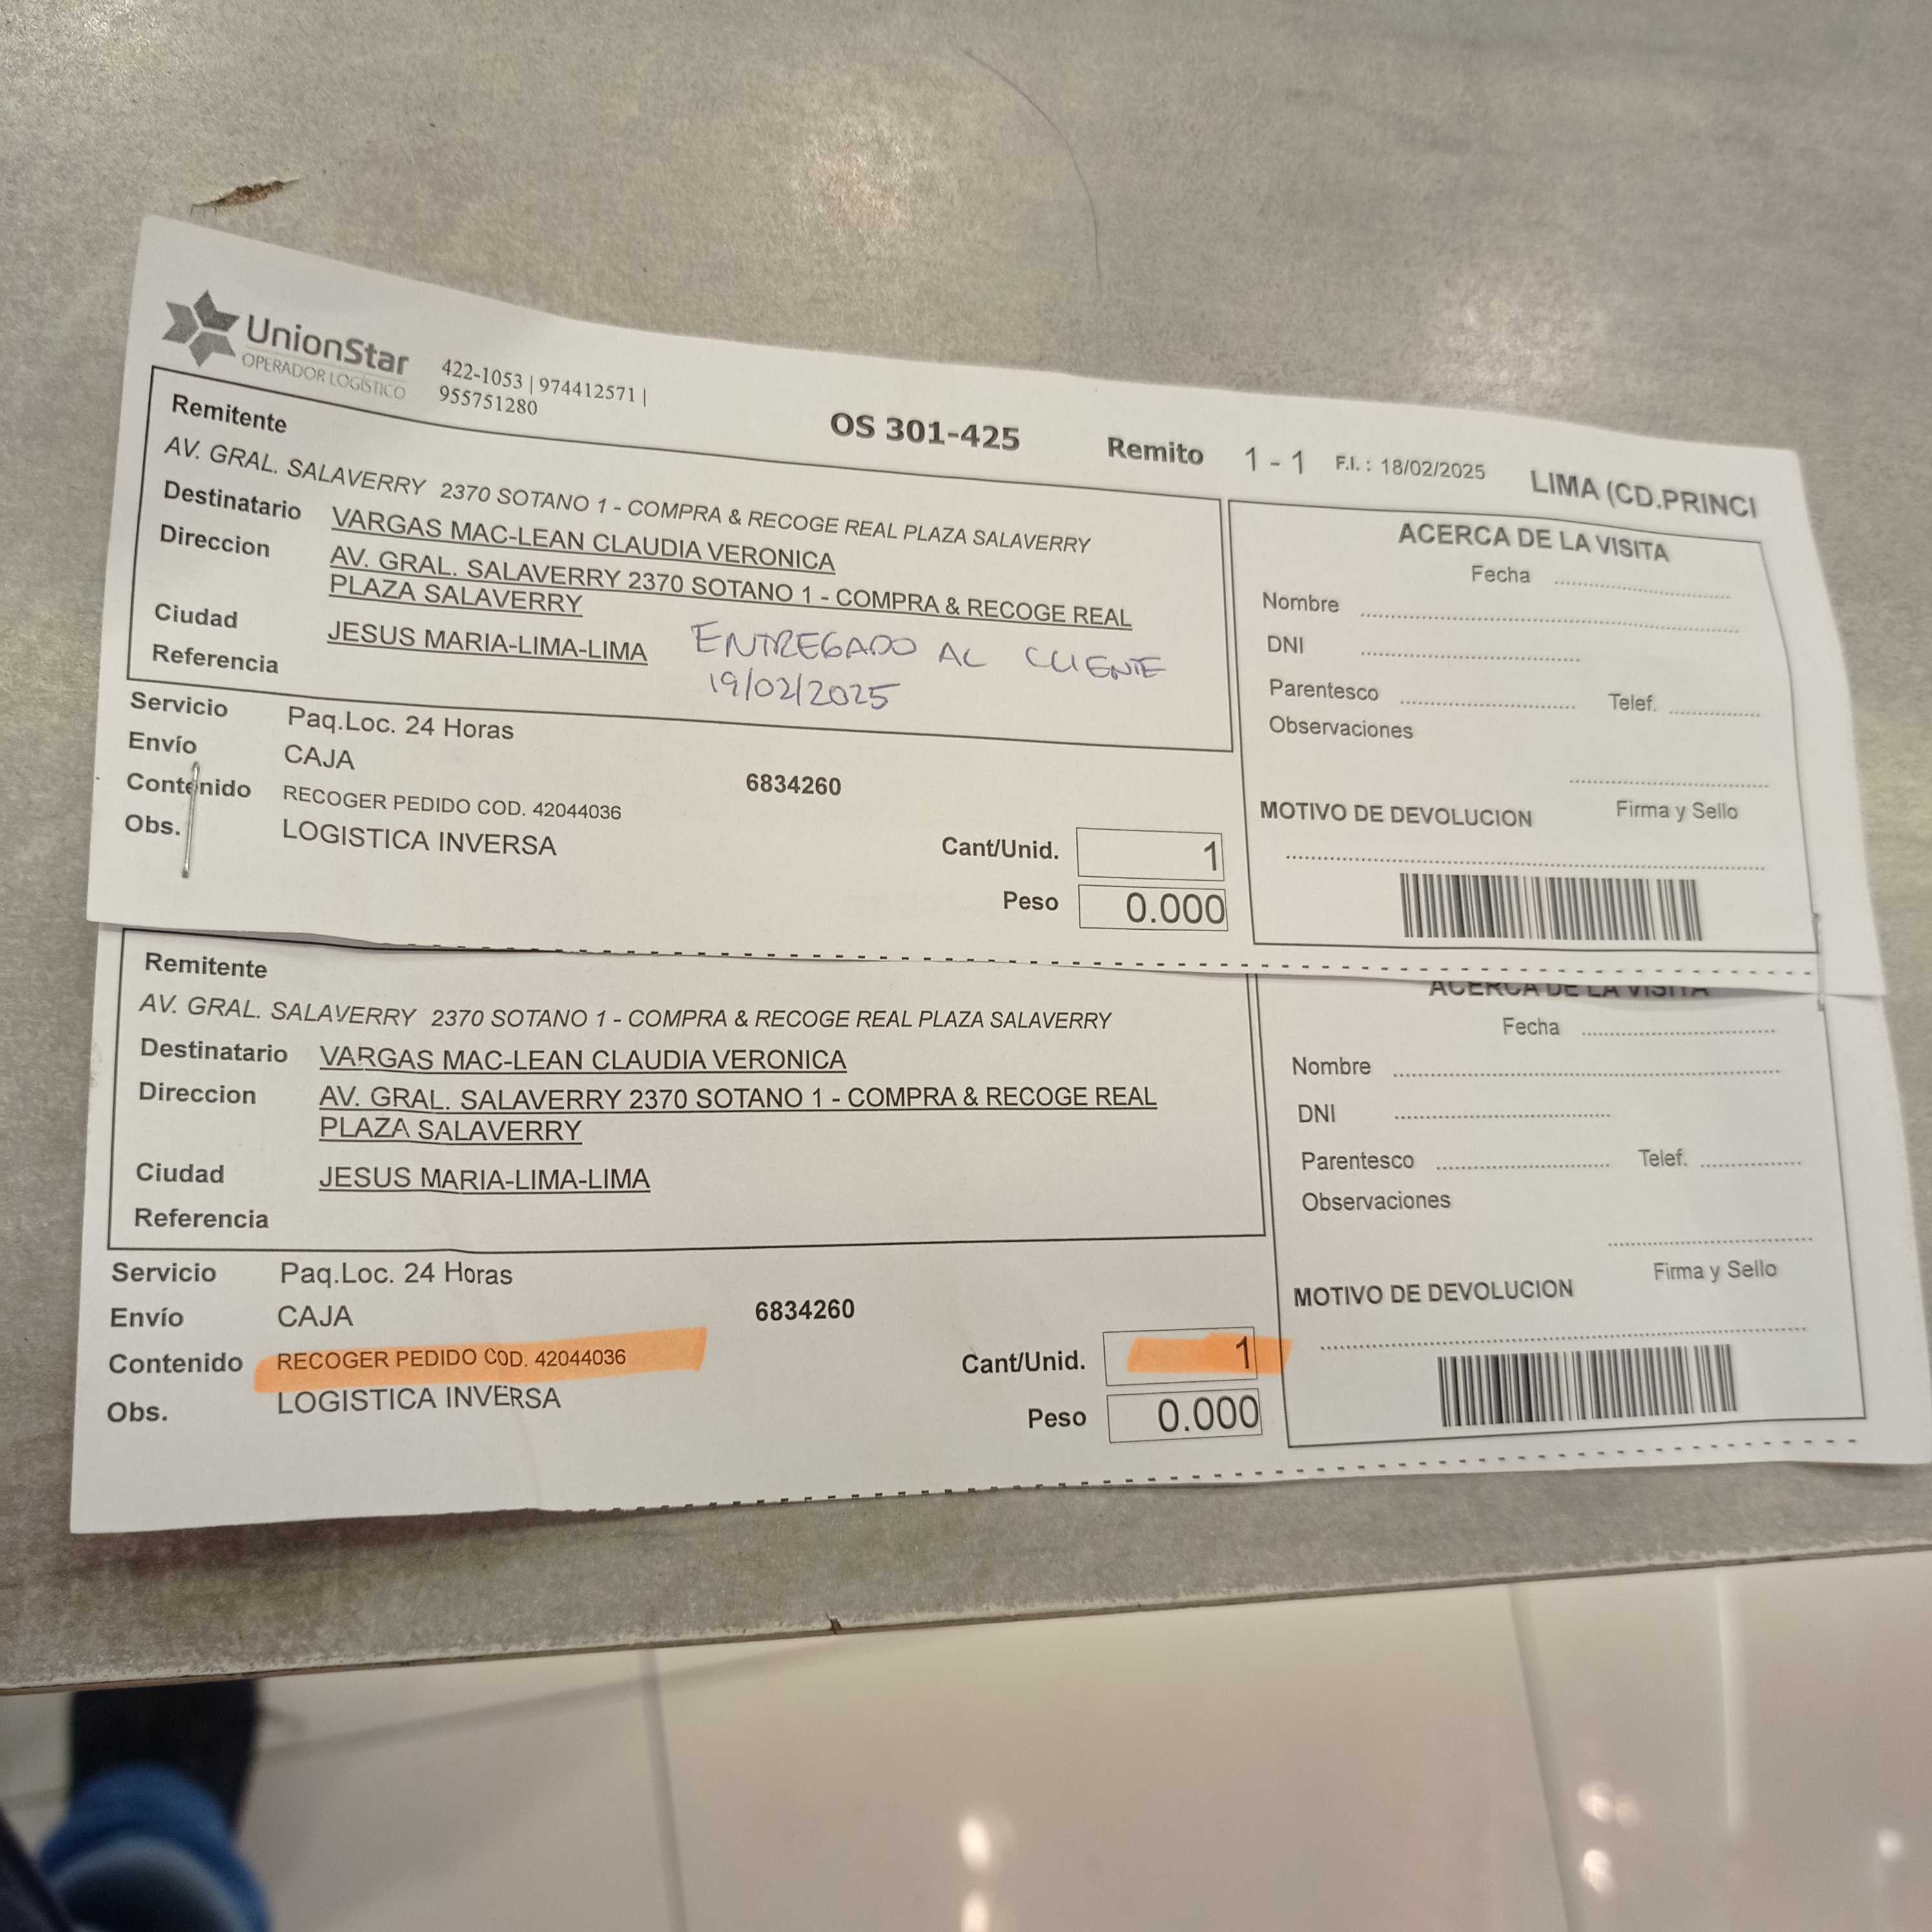 UnionStar
OPERADOR LOGÍSTICO
422-1053 | 974412571 |
955751280
OS 301-425
Remito 1 - 1 F.I. : 18/02/2025 LIMA (CD.PRINCI
Remitente
AV. GRAL. SALAVERRY 2370 SOTANO 1 - COMPRA & RECOGE REAL PLAZA SALAVERRY
Destinatario VARGAS MAC-LEAN CLAUDIA VERONICA
Direccion AV. GRAL. SALAVERRY 2370 SOTANO 1 - COMPRA & RECOGE REAL
PLAZA SALAVERRY
Ciudad JESUS MARIA-LIMA-LIMA
ENTREGADO AL CLIENTE
19/02/2025
Referencia
Servicio Paq.Loc. 24 Horas
Envío CAJA
6834260
Contenido RECOGER PEDIDO COD. 42044036
Obs. LOGISTICA INVERSA
Cant/Unid. 1
Peso 0.000
ACERCA DE LA VISITA
Fecha
Nombre
DNI
Parentesco Telef.
Observaciones
Firma y Sello
MOTIVO DE DEVOLUCION
Remitente
AV. GRAL. SALAVERRY 2370 SOTANO 1 - COMPRA & RECOGE REAL PLAZA SALAVERRY
Destinatario VARGAS MAC-LEAN CLAUDIA VERONICA
Direccion AV. GRAL. SALAVERRY 2370 SOTANO 1 - COMPRA & RECOGE REAL
PLAZA SALAVERRY
Ciudad JESUS MARIA-LIMA-LIMA
Referencia
Servicio Paq.Loc. 24 Horas
Envío CAJA
6834260
Contenido RECOGER PEDIDO COD. 42044036
Obs. LOGISTICA INVERSA
Cant/Unid. 1
Peso 0.000
ACERCA DE LA VISITA
Fecha
Nombre
DNI
Parentesco Telef.
Observaciones
Firma y Sello
MOTIVO DE DEVOLUCION